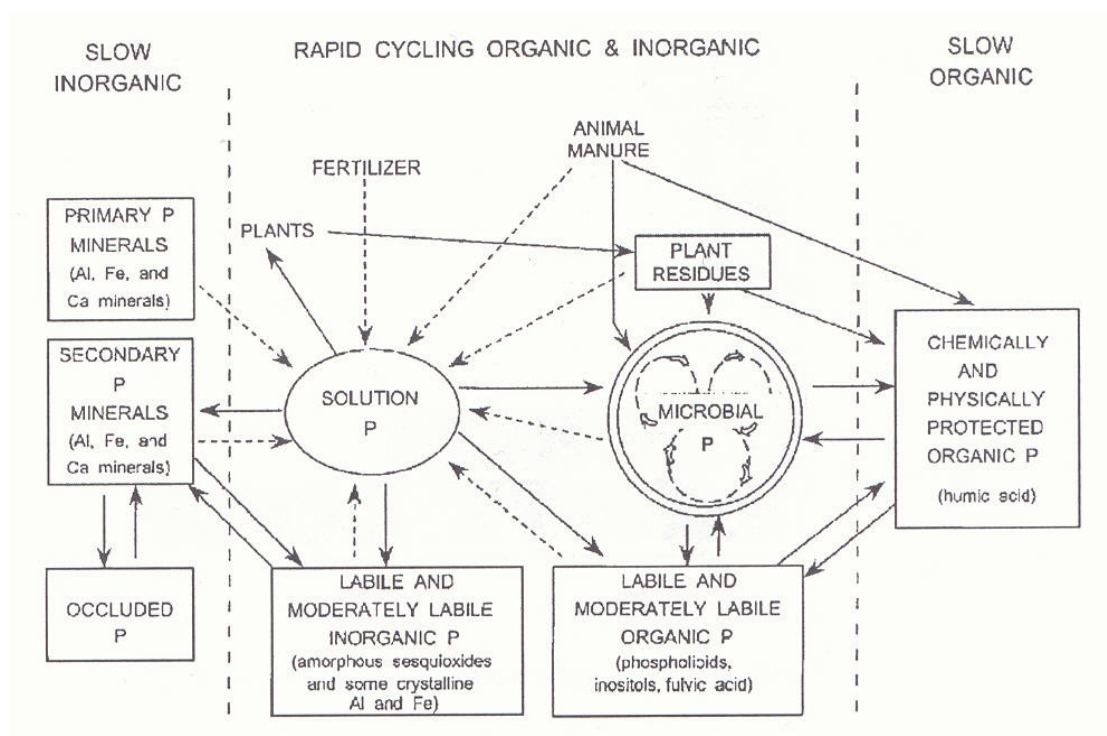 SLOW
INORGANIC
RAPID CYCLING ORGANIC & INORGANIC
SLOW
ORGANIC
ANIMAL
MANURE
FERTILIZER
PRIMARY P
MINERALS
(Al, Fe, and
Ca minerals)
PLANTS
PLANT
RESIDUES
SECONDARY
P
MINERALS
(Al, Fe, and
Ca minerals)
SOLUTION
P
MICROBIAL
P
CHEMICALLY
AND
PHYSICALLY
PROTECTED
ORGANIC P
(humic acid)
OCCLUDED
P
LABILE AND
MODERATELY LABILE
INORGANIC P
(amorphous sesquioxides
and some crystalline
Al and Fe)
LABILE AND
MODERATELY LABILE
ORGANIC P
(phospholipids,
inositols, fulvic acid)